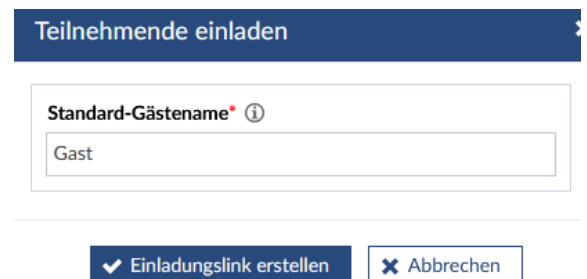 Teilnehmende einladen
Standard-Gästename*
Gast
Einladungslink erstellen
Abbrechen